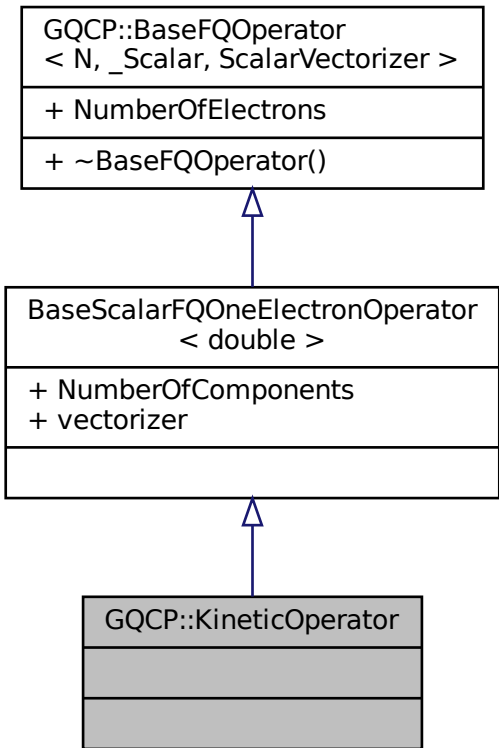 GQCP::BaseFQOperator
< N, _Scalar, ScalarVectorizer >
+ NumberOfElectrons
+ ~BaseFQOperator()
BaseScalarFQOneElectronOperator
< double >
+ NumberOfComponents
+ vectorizer
GQCP::KineticOperator